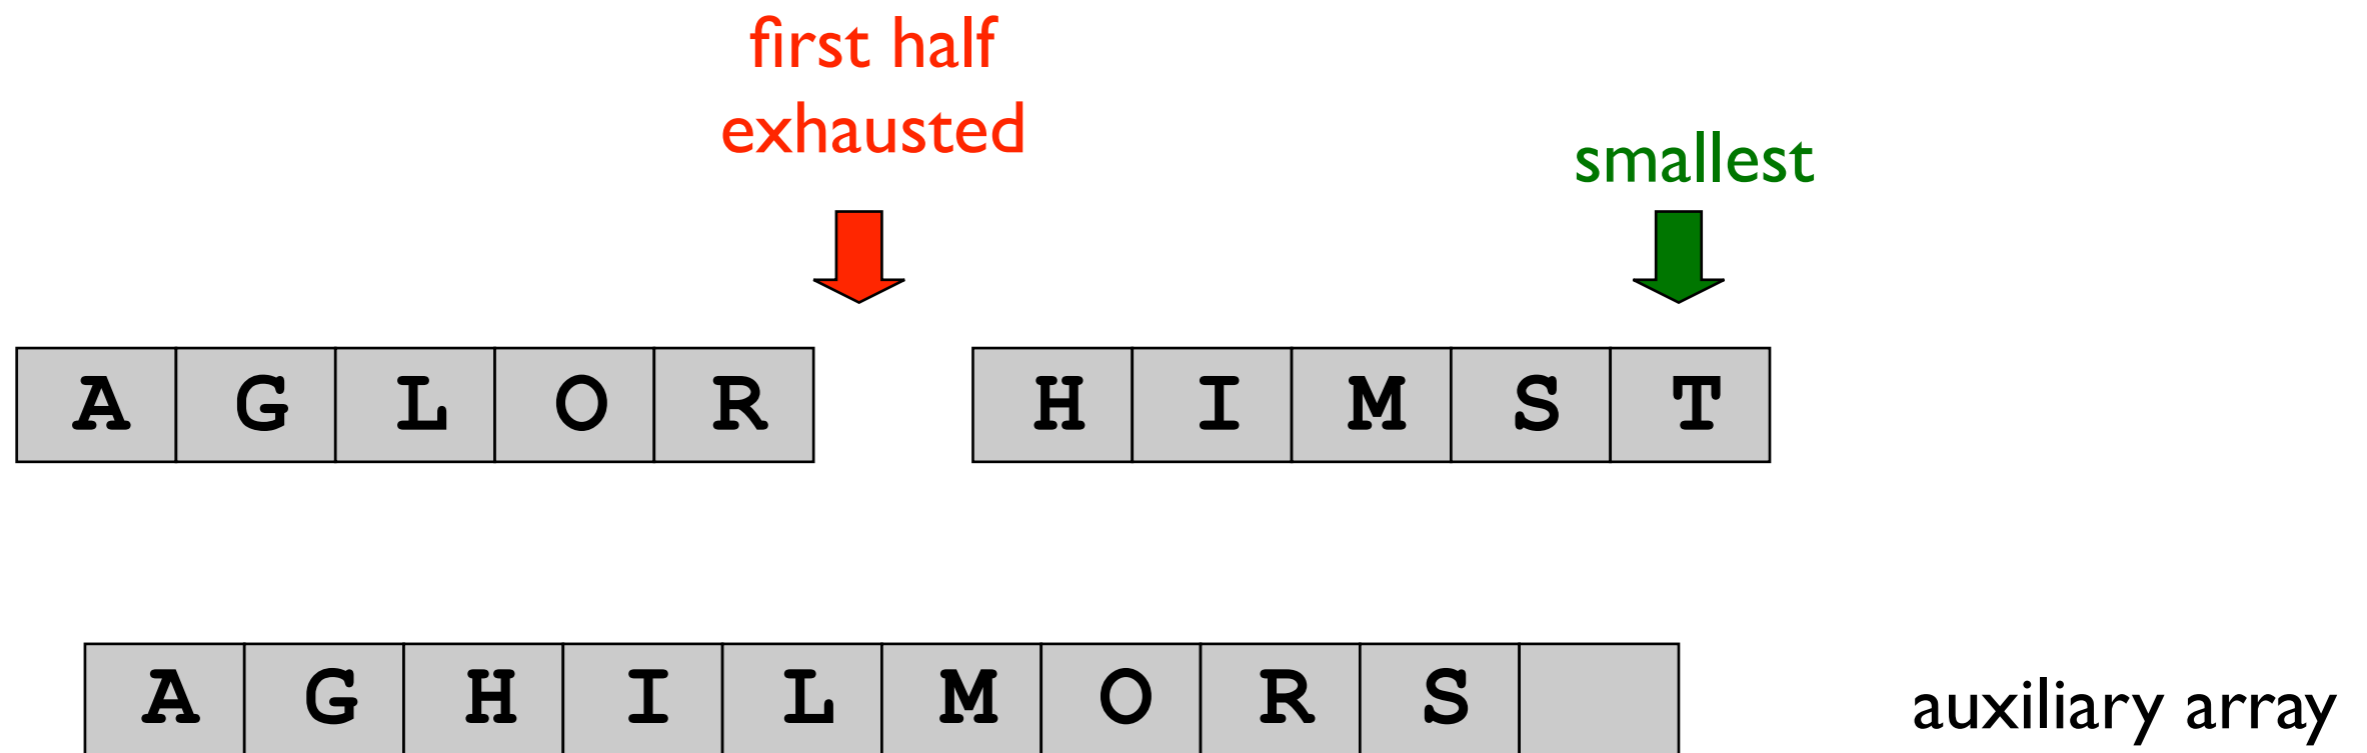 first half
exhausted
smallest
A G L O R H I M S T
A G H I L M O R S
auxiliary array